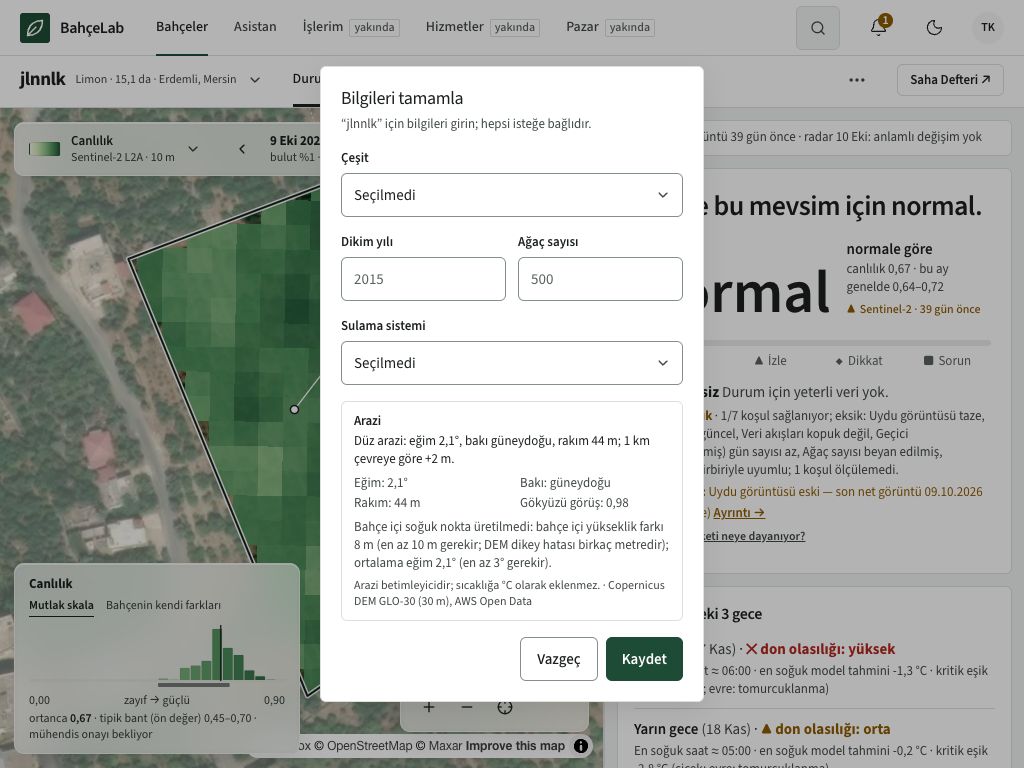 BahçeLab
Bahçeler
Asistan
İşlerim yakında
Hizmetler yakında
Pazar yakında
1
TK
jlnnlk
Limon · 15,1 da · Erdemli, Mersin
Duru
Saha Defteri ↗
Canlılık
Sentinel-2 L2A · 10 m
9 Eki 202
bulut %1 ·
Bilgileri tamamla
“jlnnlk” için bilgileri girin; hepsi isteğe bağlıdır.
Çeşit
Seçilmedi
Dikim yılı
Ağaç sayısı
2015
500
Sulama sistemi
Seçilmedi
Arazi
Düz arazi: eğim 2,1°, bakı güneydoğu, rakım 44 m; 1 km
çevreye göre +2 m.
Eğim: 2,1°
Bakı: güneydoğu
Rakım: 44 m
Gökyüzü görüş: 0,98
Bahçe içi soğuk nokta üretilmedi: bahçe içi yükseklik farkı
8 m (en az 10 m gerekir; DEM dikey hatası birkaç metredir);
ortalama eğim 2,1° (en az 3° gerekir).
Arazi betimleyicidir; sıcaklığa °C olarak eklenmez. · Copernicus
DEM GLO-30 (30 m), AWS Open Data
Vazgeç
Kaydet
üntü 39 gün önce · radar 10 Eki: anlamlı değişim yok
e bu mevsim için normal.
ormal
normale göre
canlılık 0,67 · bu ay
genelde 0,64–0,72
▲ Sentinel-2 · 39 gün önce
▲ İzle
◆ Dikkat
■ Sorun
siz Durum için yeterli veri yok.
k · 1/7 koşul sağlanıyor; eksik: Uydu görüntüsü taze,
güncel, Veri akışları kopuk değil, Geçici
miş) gün sayısı az, Ağaç sayısı beyan edilmiş,
irbiriyle uyumlu; 1 koşul ölçülemedi.
: Uydu görüntüsü eski — son net görüntü 09.10.2026
e) Ayrıntı →
keti neye dayanıyor?
eki 3 gece
7 Kas) · ✕ don olasılığı: yüksek
at ≈ 06:00 · en soğuk model tahmini -1,3 °C · kritik eşik
; evre: tomurcuklanma)
Yarın gece (18 Kas) · ▲ don olasılığı: orta
En soğuk saat ≈ 05:00 · en soğuk model tahmini -0,2 °C · kritik eşik
Canlılık
Mutlak skala
Bahçenin kendi farkları
0,00
zayıf → güçlü
0,90
ortanca 0,67 · tipik bant (ön değer) 0,45–0,70 ·
mühendis onayı bekliyor
ox © OpenStreetMap © Maxar Improve this map